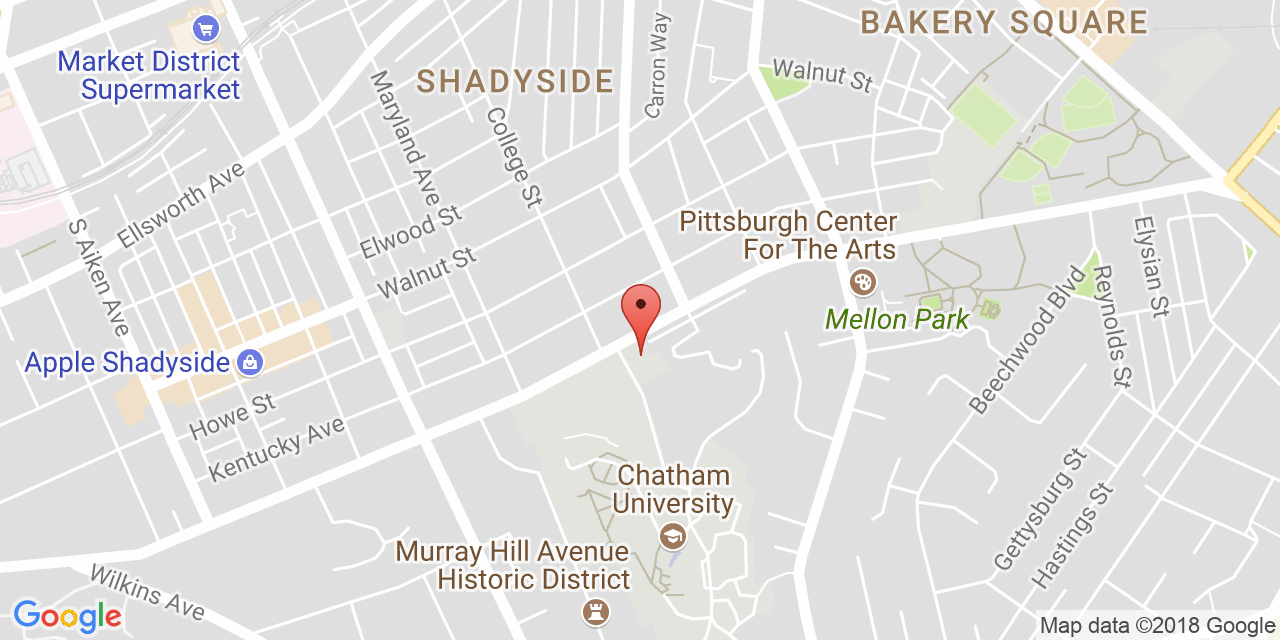 BAKERY SQUARE
Market District
Supermarket
SHADYSIDE
Carron Way
Walnut St
Maryland Ave
College St
Ellsworth Ave
S Aiken Ave
Elwood St
Walnut St
Pittsburgh Center
For The Arts
Elysian St
Reynolds St
Beechwood Blvd
Mellon Park
Apple Shadyside
Howe St
Kentucky Ave
Chatham
University
Gettysburg St
Hastings St
Murray Hill Avenue
Historic District
Wilkins Ave
Google
Map data ©2018 Google